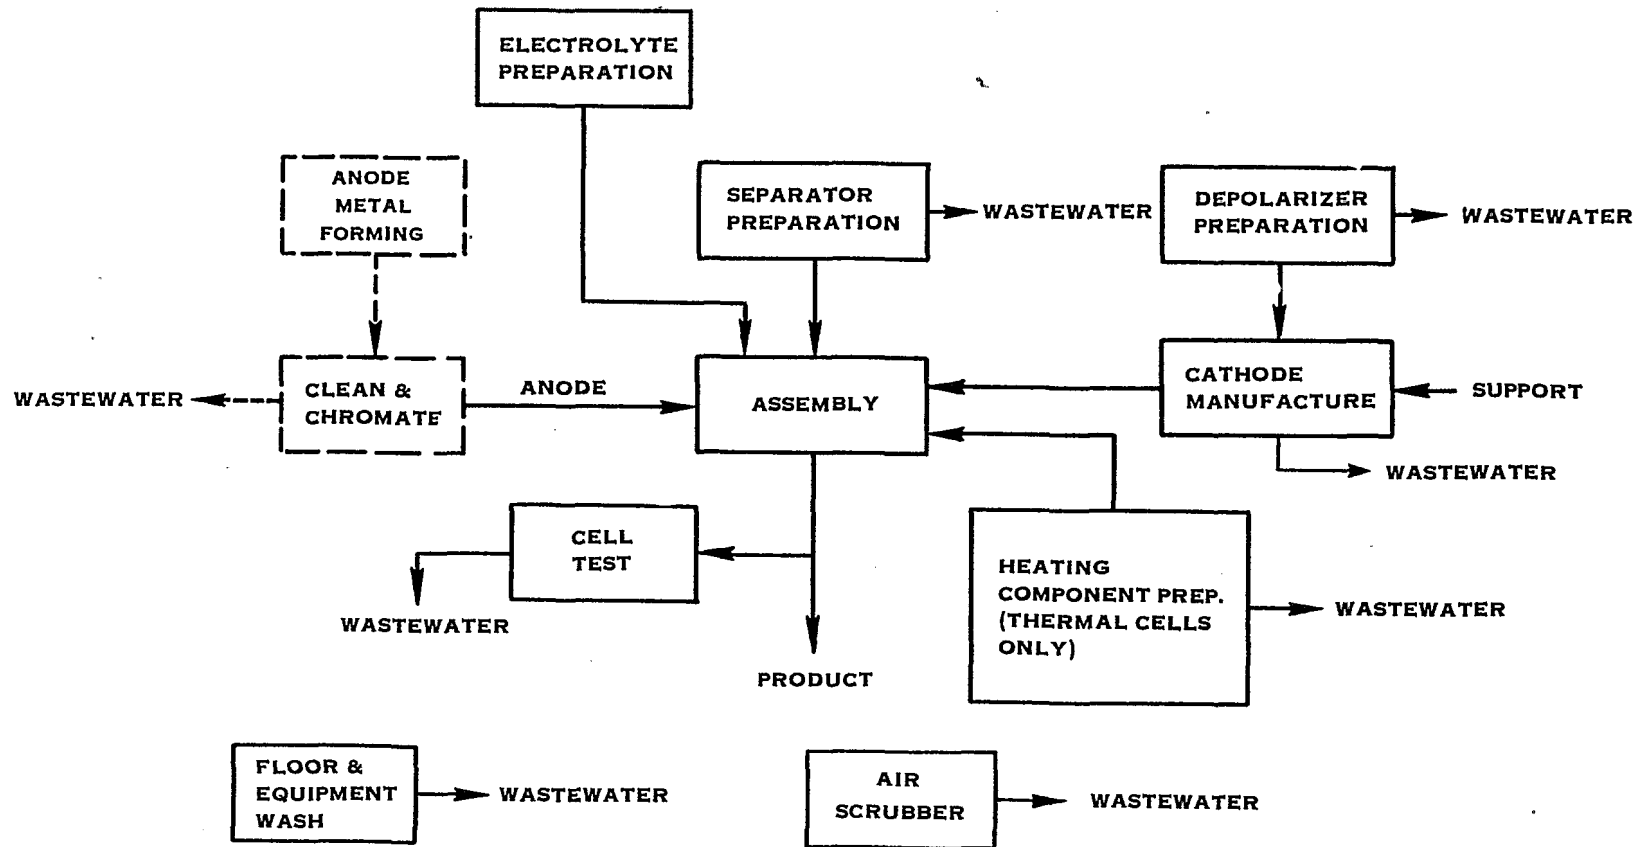 ELECTROLYTE
PREPARATION
ANODE
METAL
FORMING
SEPARATOR
PREPARATION
WASTEWATER
DEPOLARIZER
PREPARATION
WASTEWATER
WASTEWATER
CLEAN &
CHROMATE
ANODE
ASSEMBLY
CATHODE
MANUFACTURE
SUPPORT
WASTEWATER
CELL
TEST
WASTEWATER
PRODUCT
HEATING
COMPONENT PREP.
(THERMAL CELLS
ONLY)
WASTEWATER
FLOOR &
EQUIPMENT
WASH
WASTEWATER
AIR
SCRUBBER
WASTEWATER